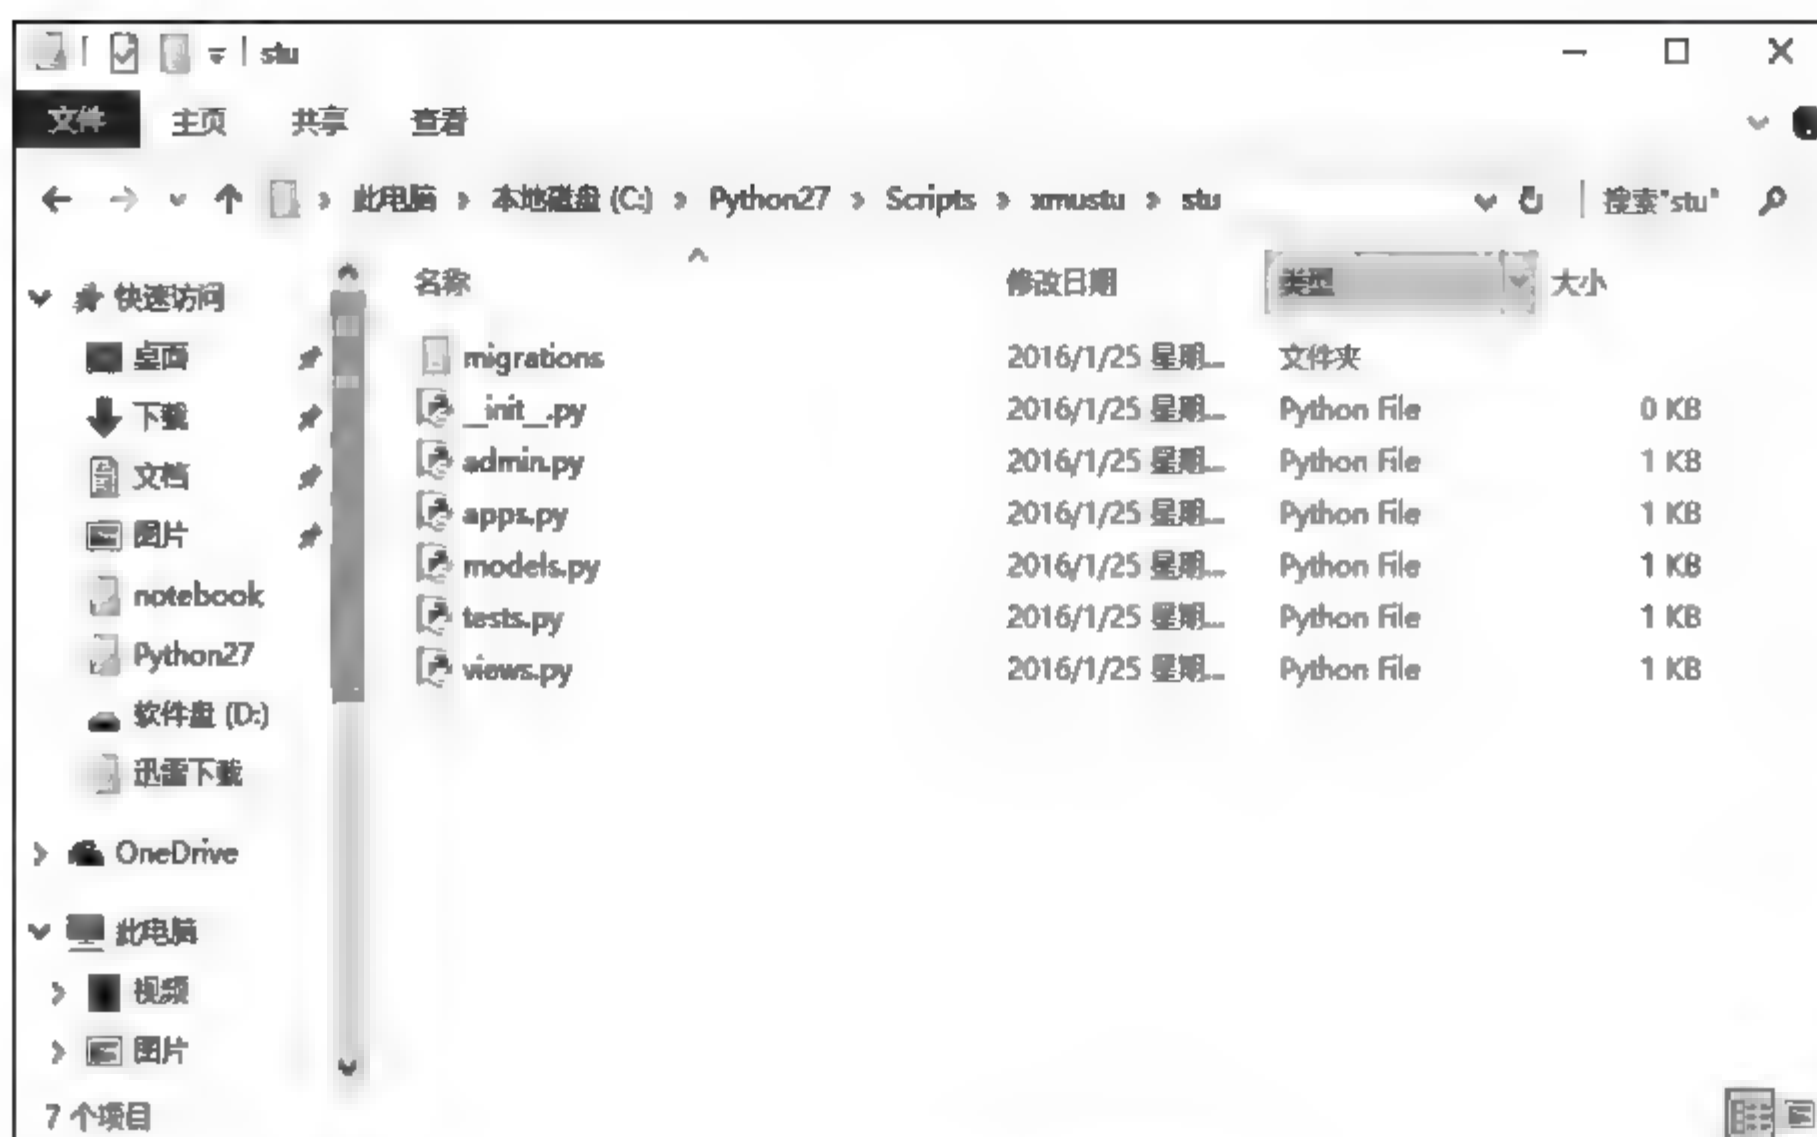 stu
文件 主页 共享 查看
此电脑 › 本地磁盘 (C:) › Python27 › Scripts › xmustu › stu 搜索"stu"
名称 修改日期 类型 大小
快速访问
桌面
下载
文档
图片
notebook
Python27
软件盘 (D:)
迅雷下载
OneDrive
此电脑
视频
图片
migrations 2016/1/25 星期... 文件夹
__init__.py 2016/1/25 星期... Python File 0 KB
admin.py 2016/1/25 星期... Python File 1 KB
apps.py 2016/1/25 星期... Python File 1 KB
models.py 2016/1/25 星期... Python File 1 KB
tests.py 2016/1/25 星期... Python File 1 KB
views.py 2016/1/25 星期... Python File 1 KB
7 个项目